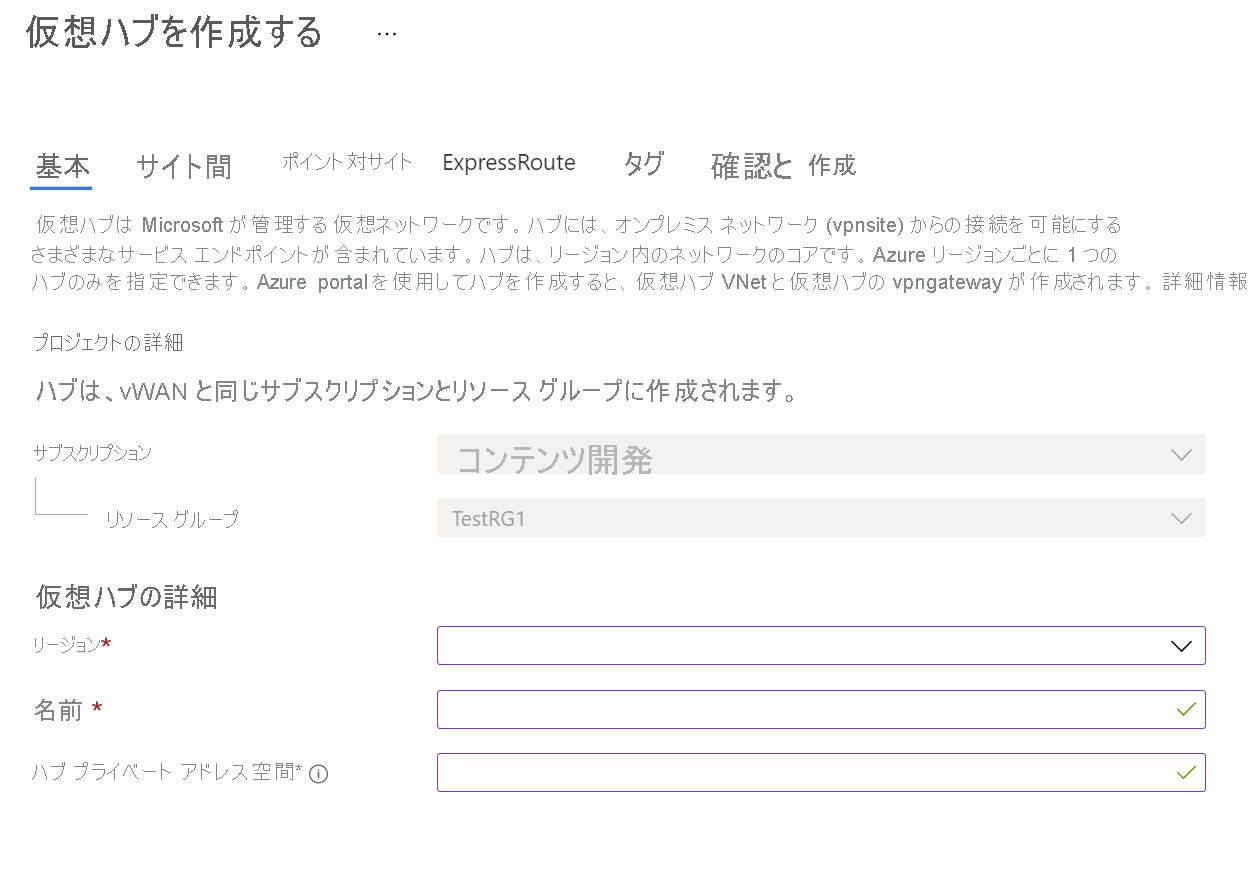 仮想ハブを作成する ...
基本 サイト間 ポイント対サイト ExpressRoute タグ 確認と 作成
仮想ハブは Microsoft が管理する仮想ネットワークです。ハブには、オンプレミス ネットワーク (vpnsite) からの接続を可能にする
さまざまなサービス エンドポイントが含まれています。ハブは、リージョン内のネットワークのコアです。Azure リージョンごとに 1 つの
ハブのみを指定できます。Azure portalを使用してハブを作成すると、仮想ハブ VNetと仮想ハブの vpngateway が作成されます。詳細情報
プロジェクトの詳細
ハブは、vWAN と同じサブスクリプションとリソース グループに作成されます。
サブスクリプション コンテンツ開発
リソース グループ TestRG1
仮想ハブの詳細
リージョン*
名前 *
ハブ プライベート アドレス空間*